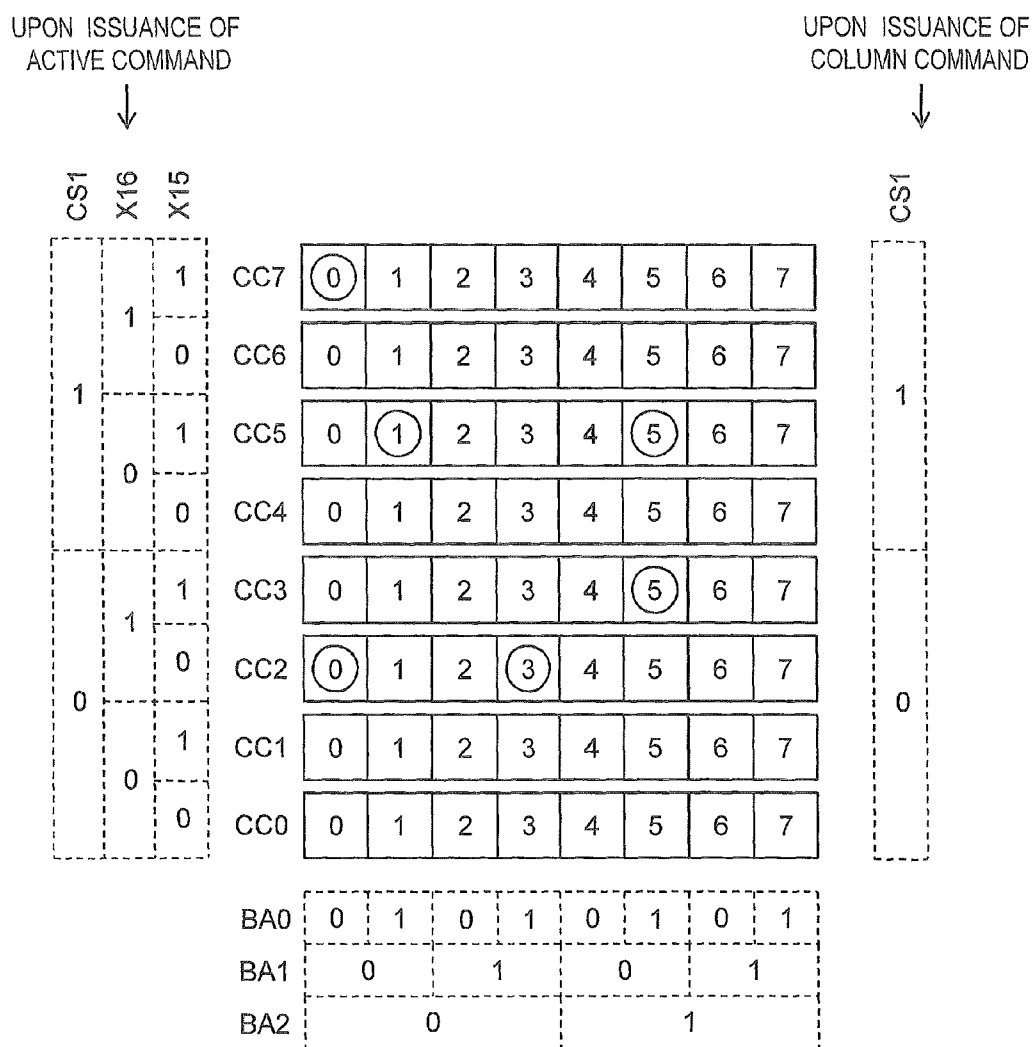 UPON ISSUANCE OF
ACTIVE COMMAND
UPON ISSUANCE OF
COLUMN COMMAND
CS1 X16 X15
CS1
1 1 1 CC7 0 1 2 3 4 5 6 7 1
0 CC6 0 1 2 3 4 5 6 7
0 1 CC5 0 1 2 3 4 5 6 7
0 CC4 0 1 2 3 4 5 6 7
0 1 1 CC3 0 1 2 3 4 5 6 7 0
0 CC2 0 1 2 3 4 5 6 7
0 1 CC1 0 1 2 3 4 5 6 7
0 CC0 0 1 2 3 4 5 6 7
BA0 0 1 0 1 0 1 0 1
BA1 0 1 0 1
BA2 0 1